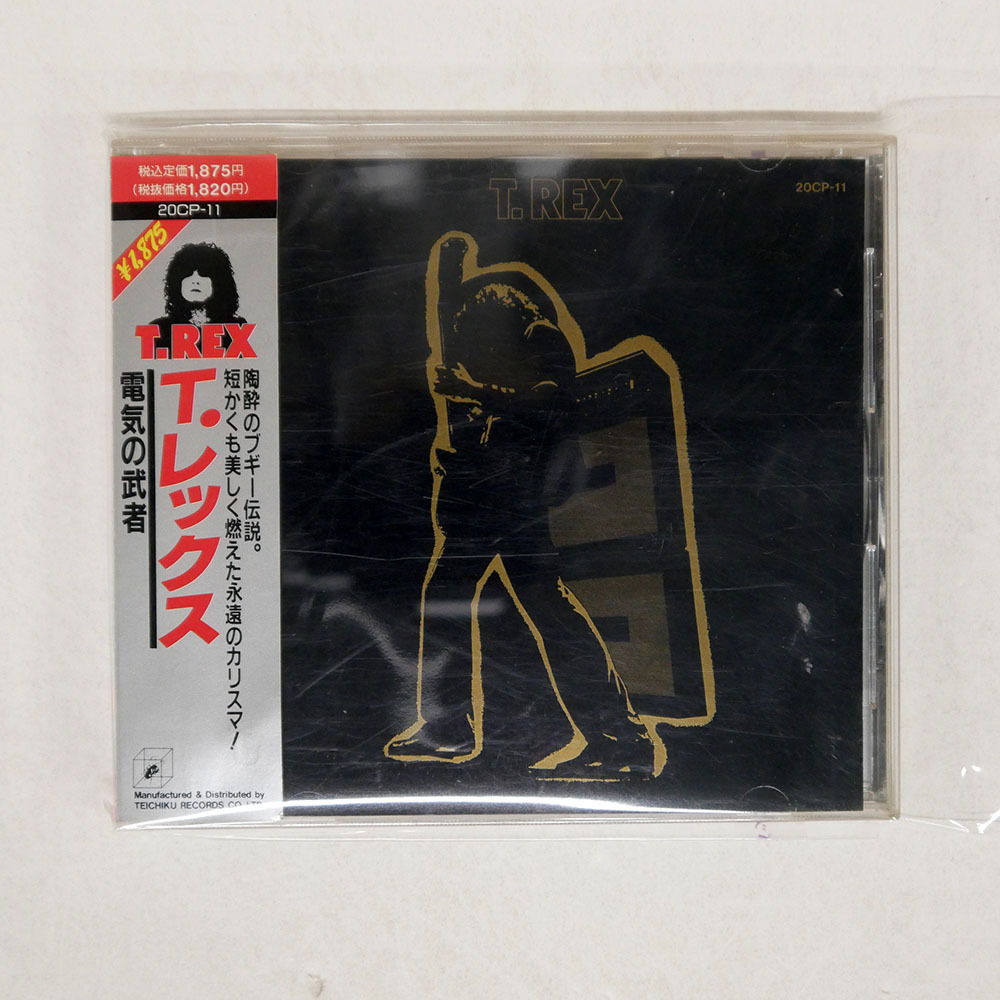 税込定価1,875円
(税抜価格1,820円)
20CP-11
¥1,875
T.REX
T.レックス
電気の武者
陶酔のブギー伝説。
短かくも美しく燃えた永遠のカリスマ!
Manufactured & Distributed by
TEICHIKU RECORDS CO.,LTD.
T. REX
20CP-11